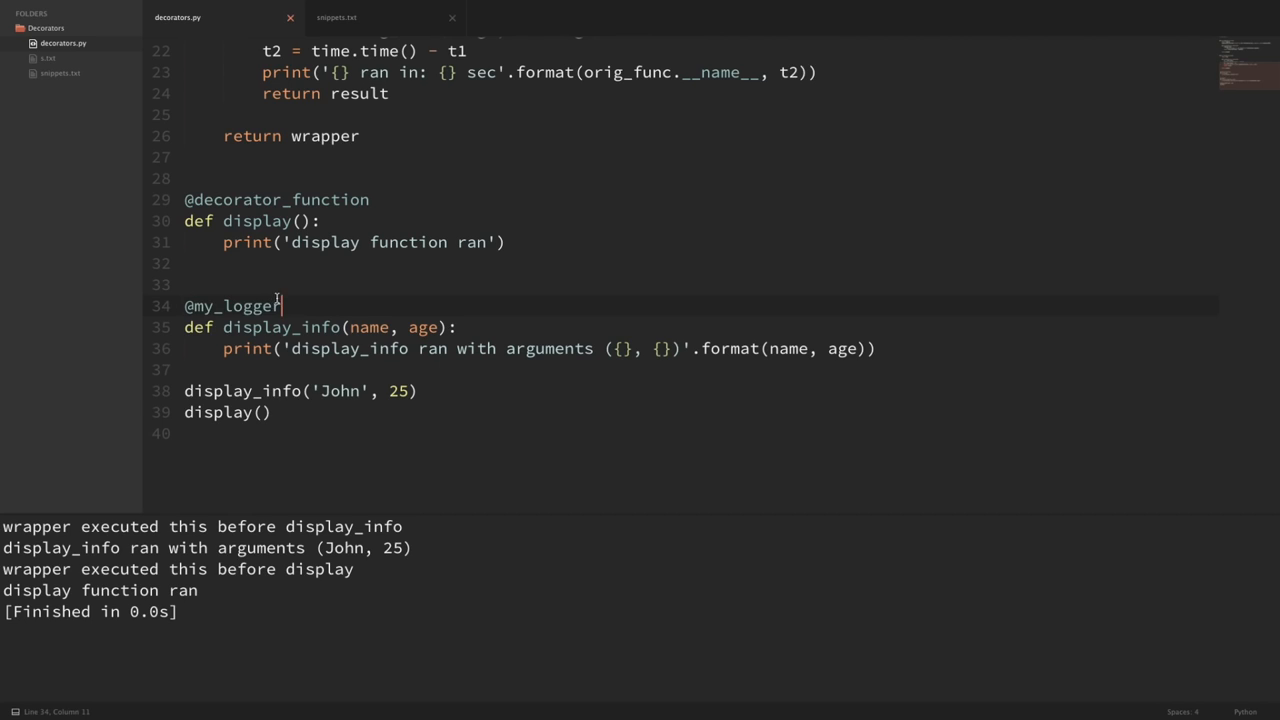 FOLDERS
Decorators
decorators.py
s.txt
snippets.txt
decorators.py
snippets.txt
22 t2 = time.time() - t1
23 print('{} ran in: {} sec'.format(orig_func.__name__, t2))
24 return result
25
26 return wrapper
27
28
29 @decorator_function
30 def display():
31 print('display function ran')
32
33
34 @my_logger
35 def display_info(name, age):
36 print('display_info ran with arguments ({}, {})'.format(name, age))
37
38 display_info('John', 25)
39 display()
40
wrapper executed this before display_info
display_info ran with arguments (John, 25)
wrapper executed this before display
display function ran
[Finished in 0.0s]
Line 34, Column 11
Spaces: 4
Python